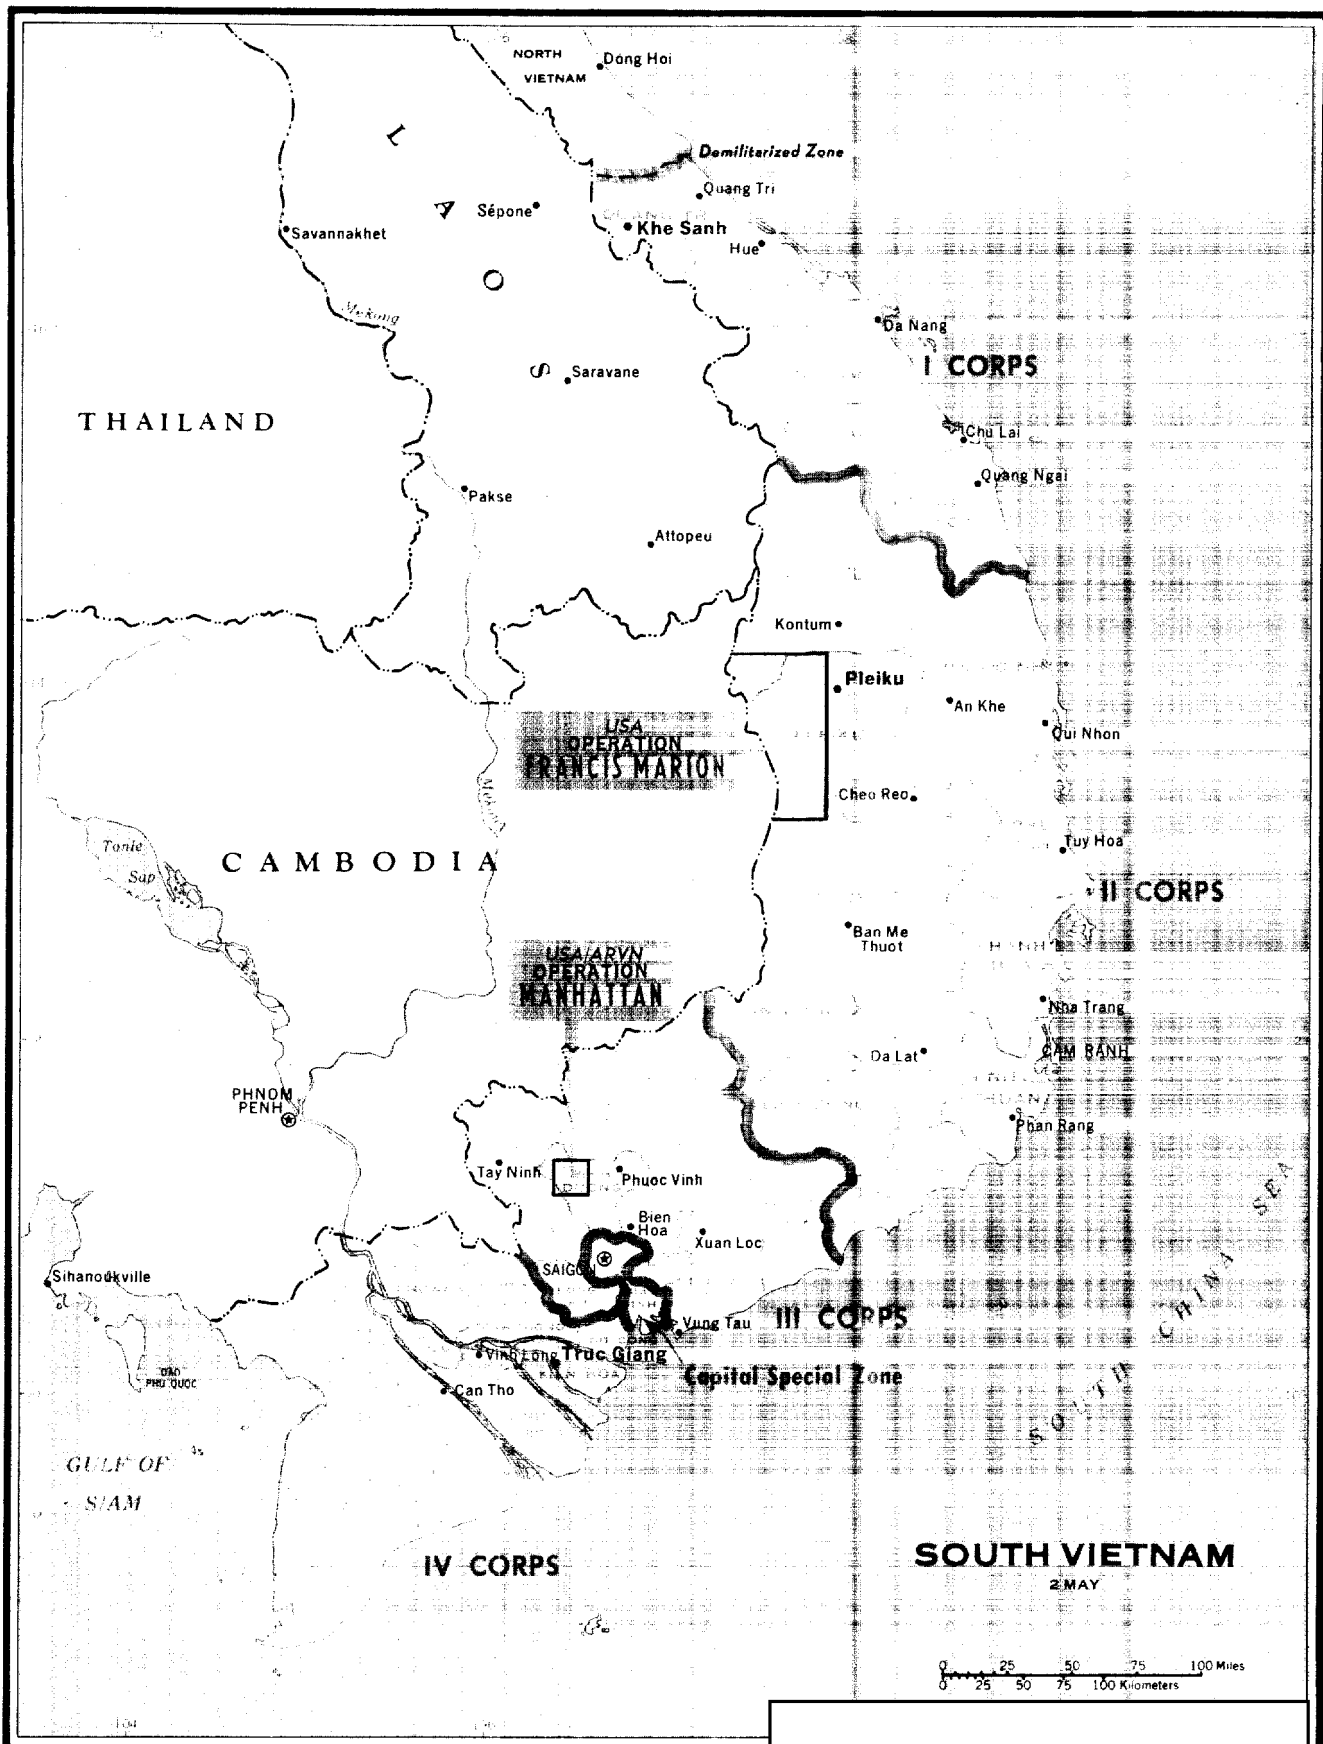 NORTH
VIETNAM
Dong Hoi
LAOS
Demilitarized Zone
Quang Tri
Sépone
Khe Sanh
Savannakhet
Hue
Mekong
Da Nang
I CORPS
Saravane
THAILAND
Chu Lai
Quang Ngai
Pakse
Attopeu
Kontum
Pleiku
An Khe
USA
OPERATION
FRANCIS MARION
Qui Nhon
Cheo Reo
Tonle
Sap
CAMBODIA
Tuy Hoa
II CORPS
Ban Me
Thuot
USA/ARVN
OPERATION
MANHATTAN
Nha Trang
CAM RANH
Da Lat
PHNOM
PENH
Phan Rang
Tay Ninh
Phuoc Vinh
Bien
Hoa
Xuan Loc
SAIGON
Sihanoukville
SOUTH CHINA SEA
III CORPS
Vung Tau
Vinh Long
Truc Giang
Capital Special Zone
DAO
PHU QUOC
Can Tho
GULF OF
SIAM
IV CORPS
SOUTH VIETNAM
2 MAY
0 25 50 75 100 Miles
0 25 50 75 100 Kilometers
104